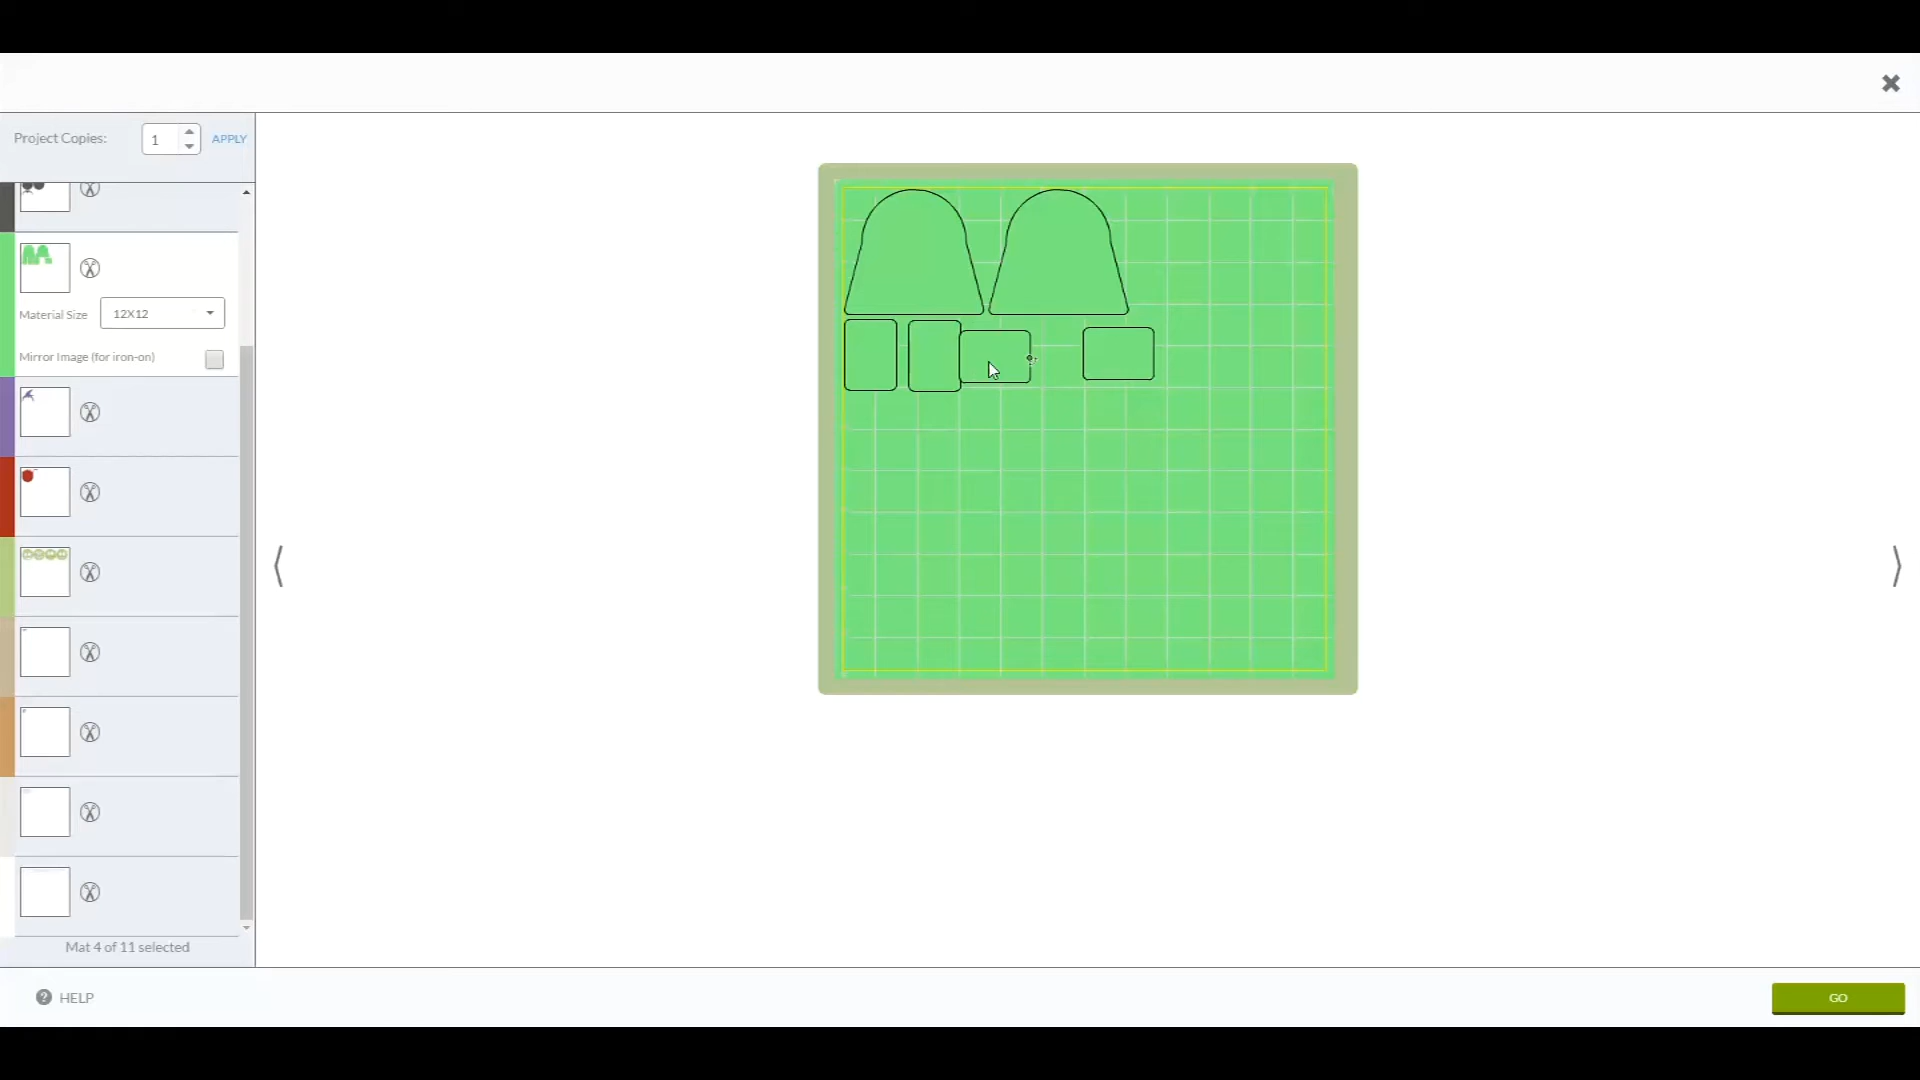 Project Copies:
1
APPLY
Material Size
12X12
Mirror Image (for iron-on)
Mat 4 of 11 selected
HELP
GO